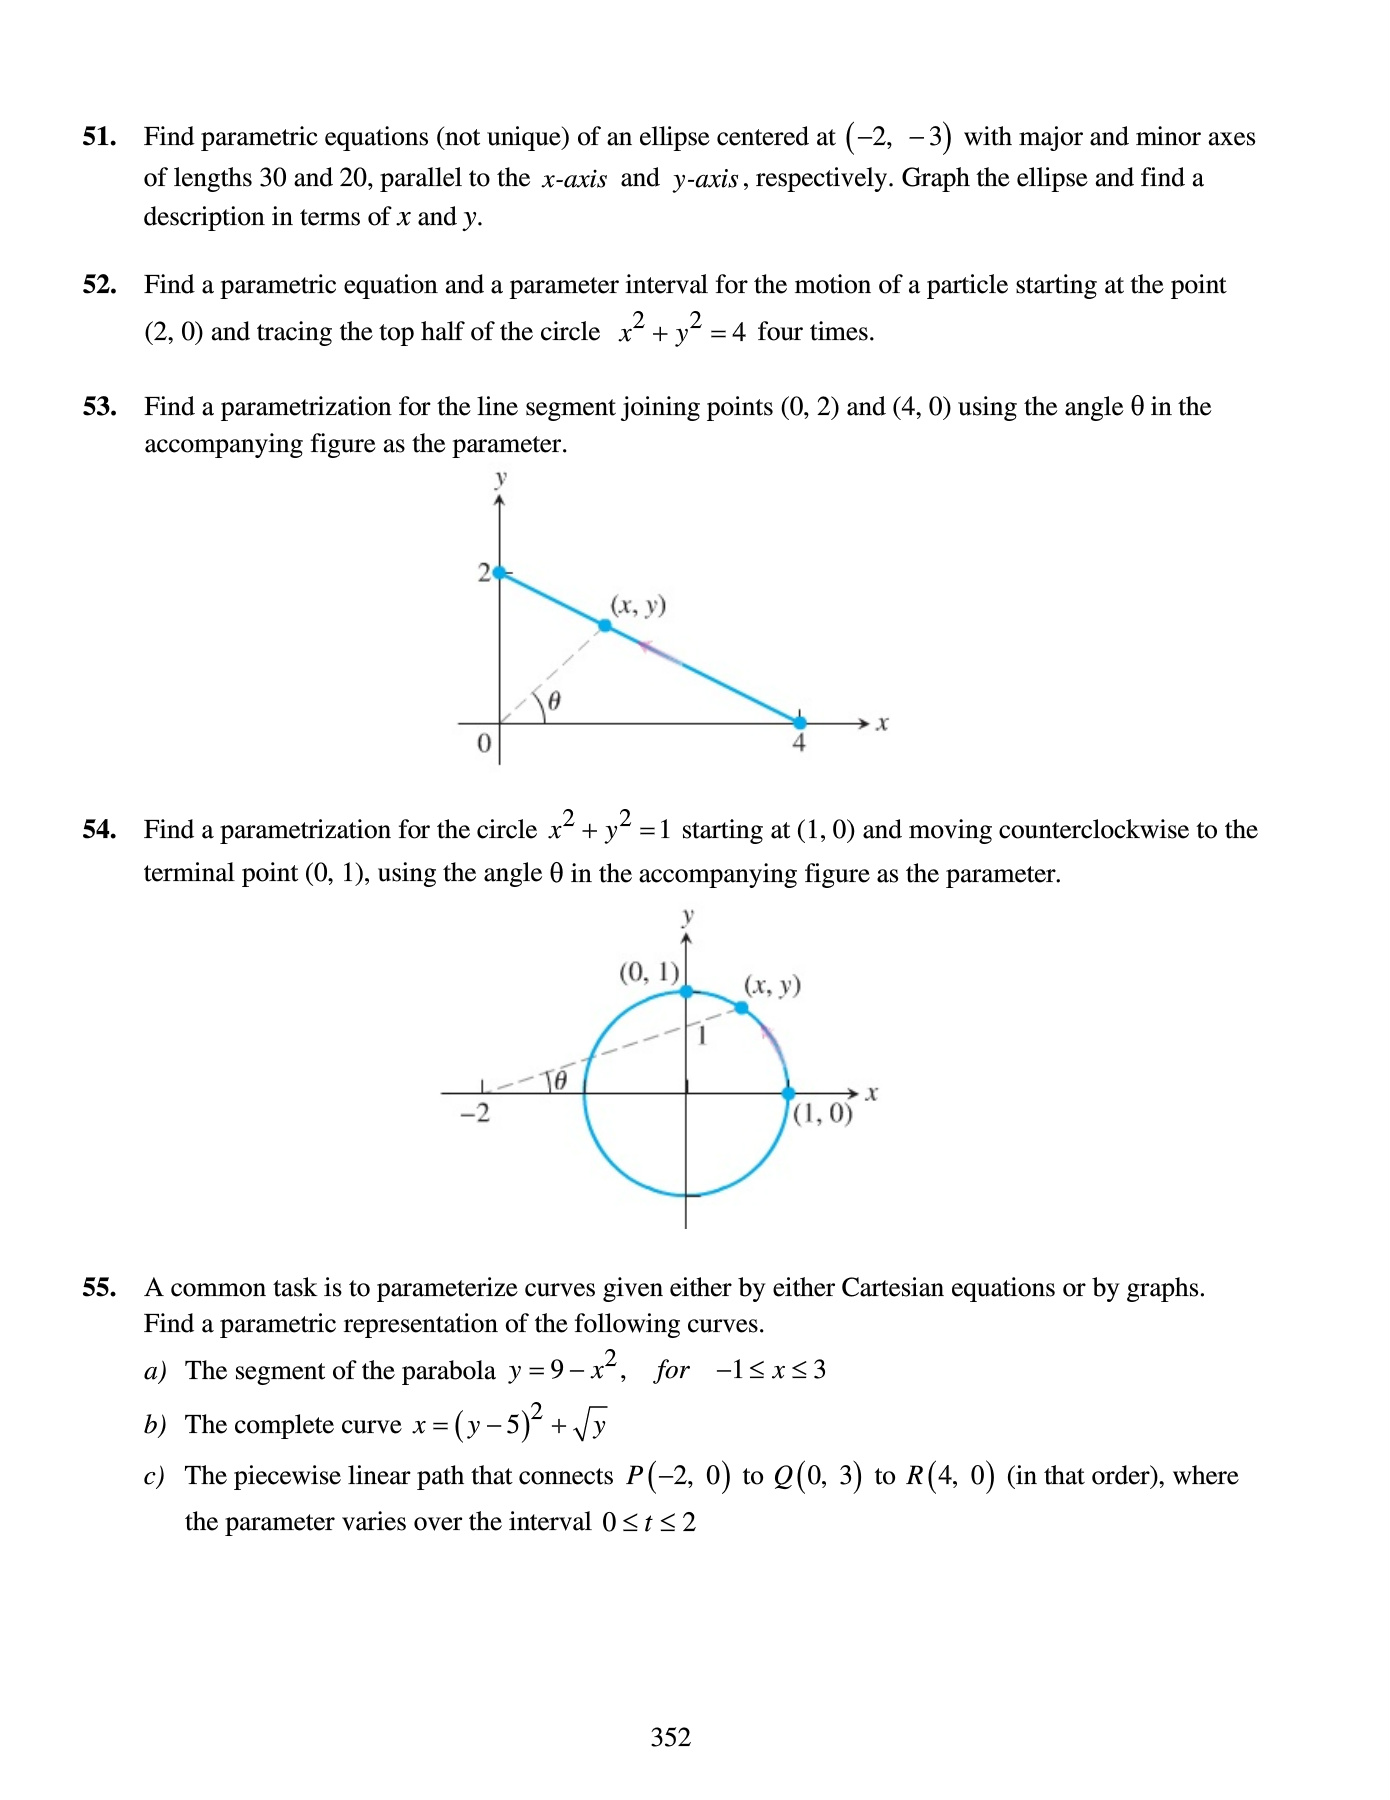 51. Find parametric equations (not unique) of an ellipse centered at (−2, −3) with major and minor axes
of lengths 30 and 20, parallel to the x-axis and y-axis, respectively. Graph the ellipse and find a
description in terms of x and y.
52. Find a parametric equation and a parameter interval for the motion of a particle starting at the point
(2, 0) and tracing the top half of the circle x² + y² = 4 four times.
53. Find a parametrization for the line segment joining points (0, 2) and (4, 0) using the angle θ in the
accompanying figure as the parameter.
y
2
(x, y)
θ
x
0
4
54. Find a parametrization for the circle x² + y² = 1 starting at (1, 0) and moving counterclockwise to the
terminal point (0, 1), using the angle θ in the accompanying figure as the parameter.
y
(0, 1)
(x, y)
1
θ
x
−2
(1, 0)
55. A common task is to parameterize curves given either by either Cartesian equations or by graphs.
Find a parametric representation of the following curves.
a) The segment of the parabola y = 9 − x², for −1 ≤ x ≤ 3
b) The complete curve x = (y − 5)² + √y
c) The piecewise linear path that connects P(−2, 0) to Q(0, 3) to R(4, 0) (in that order), where
the parameter varies over the interval 0 ≤ t ≤ 2
352